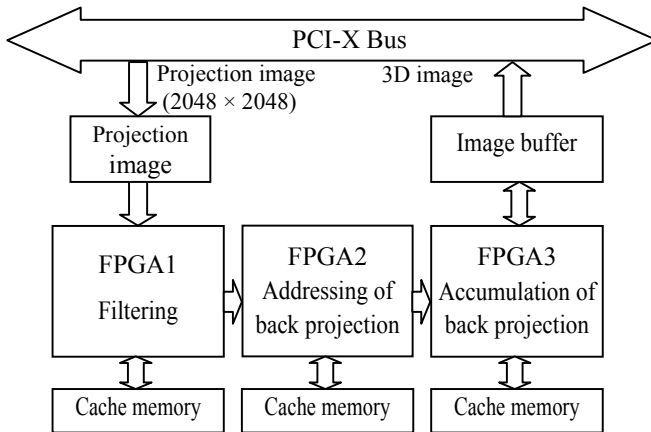 PCI-X Bus
Projection image
(2048 × 2048)
3D image
Projection
image
Image buffer
FPGA1
Filtering
FPGA2
Addressing of
back projection
FPGA3
Accumulation of
back projection
Cache memory
Cache memory
Cache memory